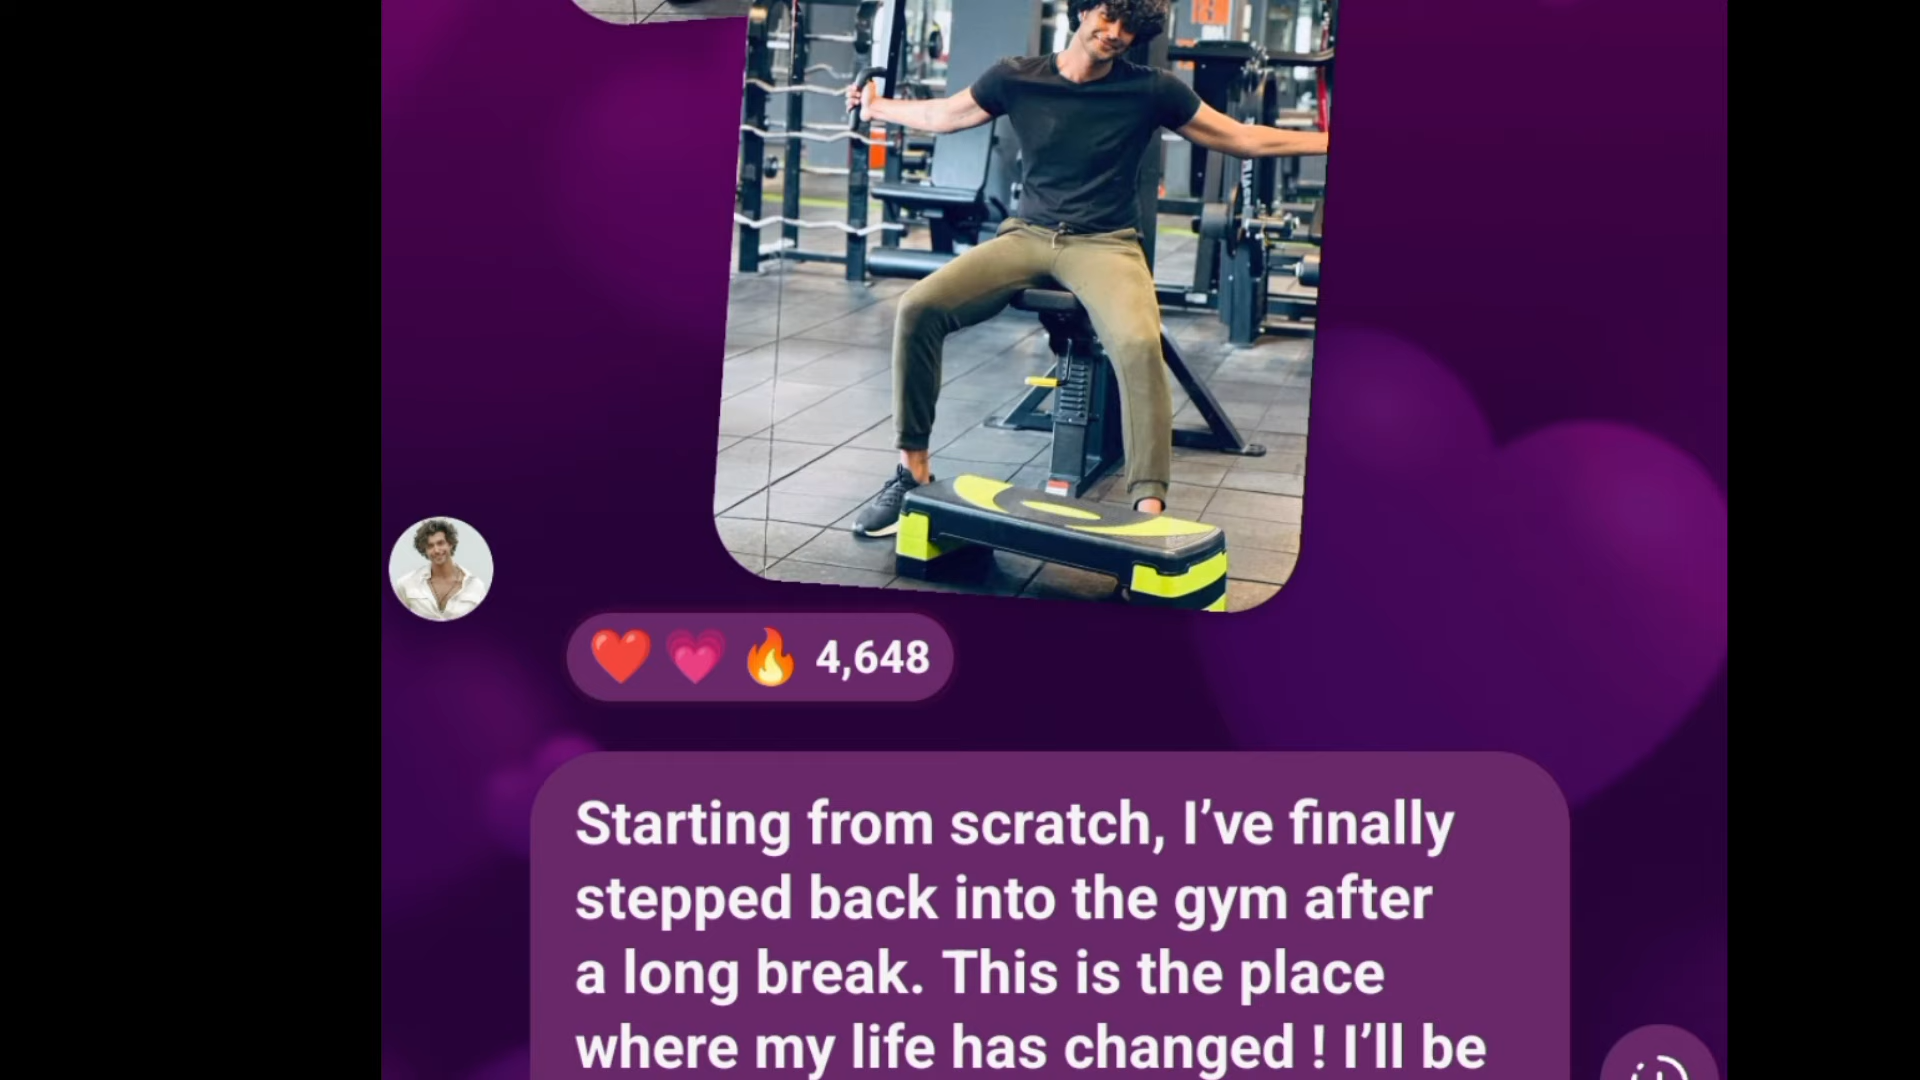 4,648
Starting from scratch, I’ve finally
stepped back into the gym after
a long break. This is the place
where my life has changed ! I’ll be